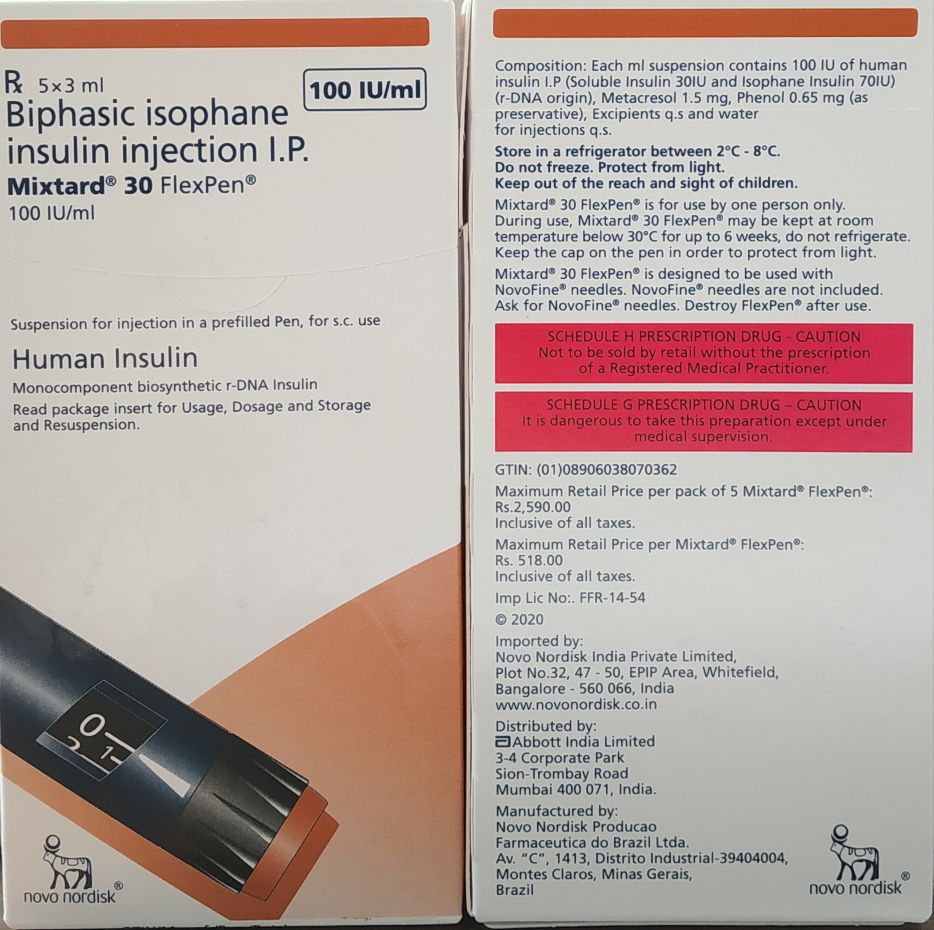 Rx 5×3 ml
100 IU/ml
Biphasic isophane
insulin injection I.P.
Mixtard® 30 FlexPen®
100 IU/ml
Suspension for injection in a prefilled Pen, for s.c. use
Human Insulin
Monocomponent biosynthetic r-DNA Insulin
Read package insert for Usage, Dosage and Storage
and Resuspension.
0
2
1
novo nordisk®
Composition: Each ml suspension contains 100 IU of human
insulin I.P (Soluble Insulin 30IU and Isophane Insulin 70IU)
(r-DNA origin), Metacresol 1.5 mg, Phenol 0.65 mg (as
preservative), Excipients q.s and water
for injections q.s.
Store in a refrigerator between 2°C - 8°C.
Do not freeze. Protect from light.
Keep out of the reach and sight of children.
Mixtard® 30 FlexPen® is for use by one person only.
During use, Mixtard® 30 FlexPen® may be kept at room
temperature below 30°C for up to 6 weeks, do not refrigerate.
Keep the cap on the pen in order to protect from light.
Mixtard® 30 FlexPen® is designed to be used with
NovoFine® needles. NovoFine® needles are not included.
Ask for NovoFine® needles. Destroy FlexPen® after use.
SCHEDULE H PRESCRIPTION DRUG - CAUTION
Not to be sold by retail without the prescription
of a Registered Medical Practitioner.
SCHEDULE G PRESCRIPTION DRUG – CAUTION
It is dangerous to take this preparation except under
medical supervision.
GTIN: (01)08906038070362
Maximum Retail Price per pack of 5 Mixtard® FlexPen®:
Rs.2,590.00
Inclusive of all taxes.
Maximum Retail Price per Mixtard® FlexPen®:
Rs. 518.00
Inclusive of all taxes.
Imp Lic No:. FFR-14-54
© 2020
Imported by:
Novo Nordisk India Private Limited,
Plot No.32, 47 - 50, EPIP Area, Whitefield,
Bangalore - 560 066, India
www.novonordisk.co.in
Distributed by:
Abbott India Limited
3-4 Corporate Park
Sion-Trombay Road
Mumbai 400 071, India.
Manufactured by:
Novo Nordisk Producao
Farmaceutica do Brazil Ltda.
Av. "C", 1413, Distrito Industrial-39404004,
Montes Claros, Minas Gerais,
Brazil
novo nordisk®